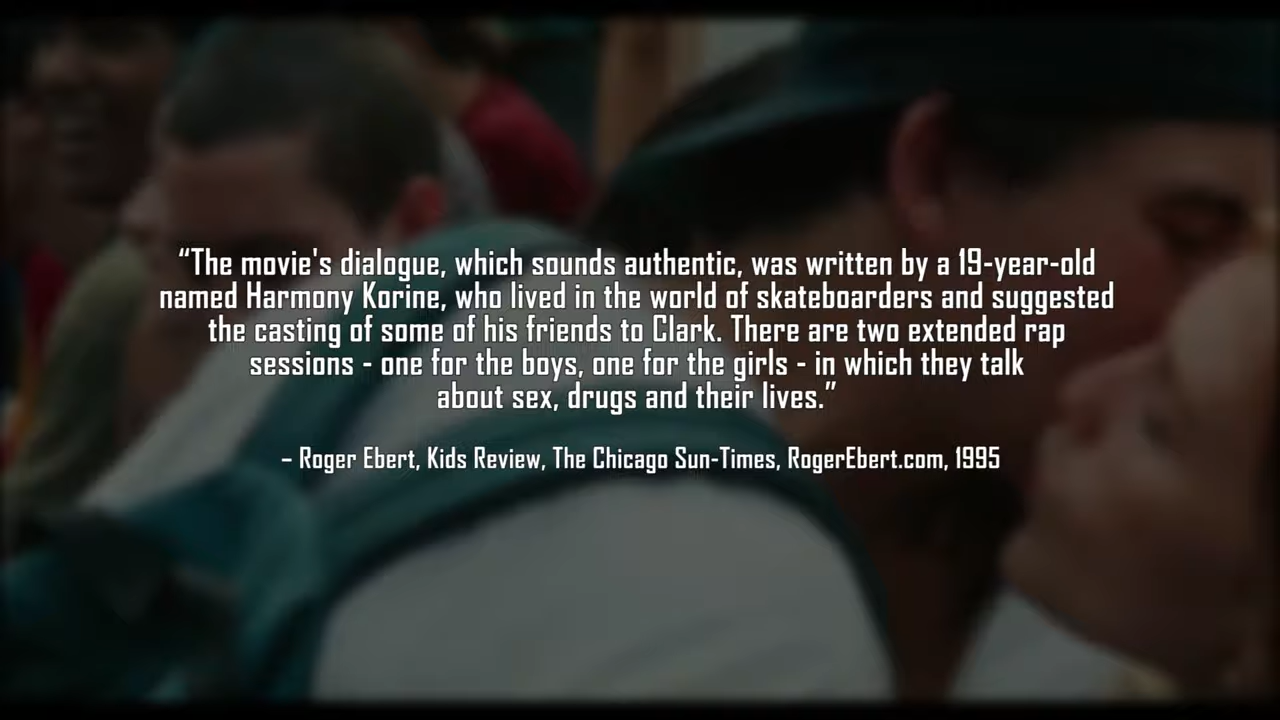 “The movie's dialogue, which sounds authentic, was written by a 19-year-old
named Harmony Korine, who lived in the world of skateboarders and suggested
the casting of some of his friends to Clark. There are two extended rap
sessions - one for the boys, one for the girls - in which they talk
about sex, drugs and their lives.”
– Roger Ebert, Kids Review, The Chicago Sun-Times, RogerEbert.com, 1995